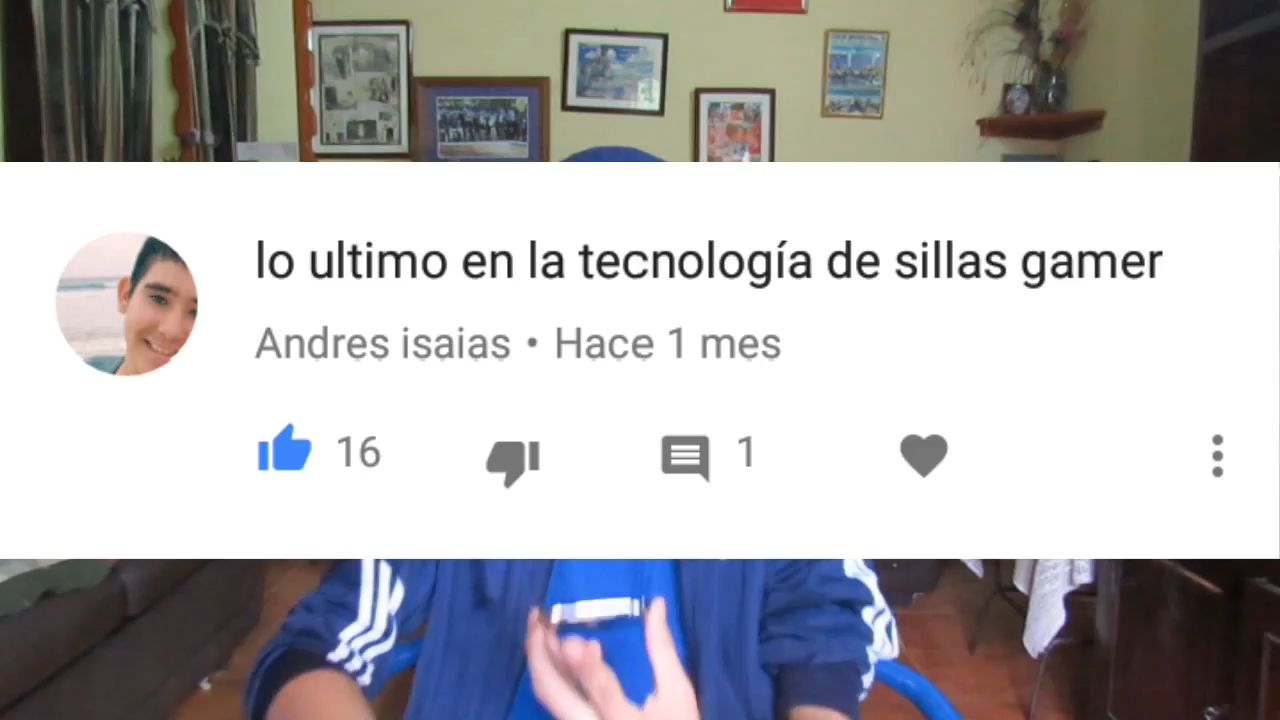 lo ultimo en la tecnología de sillas gamer
Andres isaias • Hace 1 mes
16
1